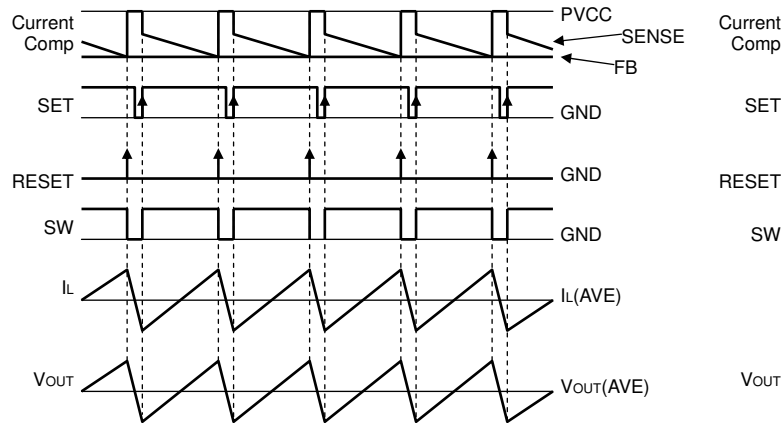 Current
Comp
PVCC
SENSE
FB
SET
GND
RESET
GND
SW
GND
IL
IL(AVE)
VOUT
VOUT(AVE)
Current
Comp
SET
RESET
SW
VOUT